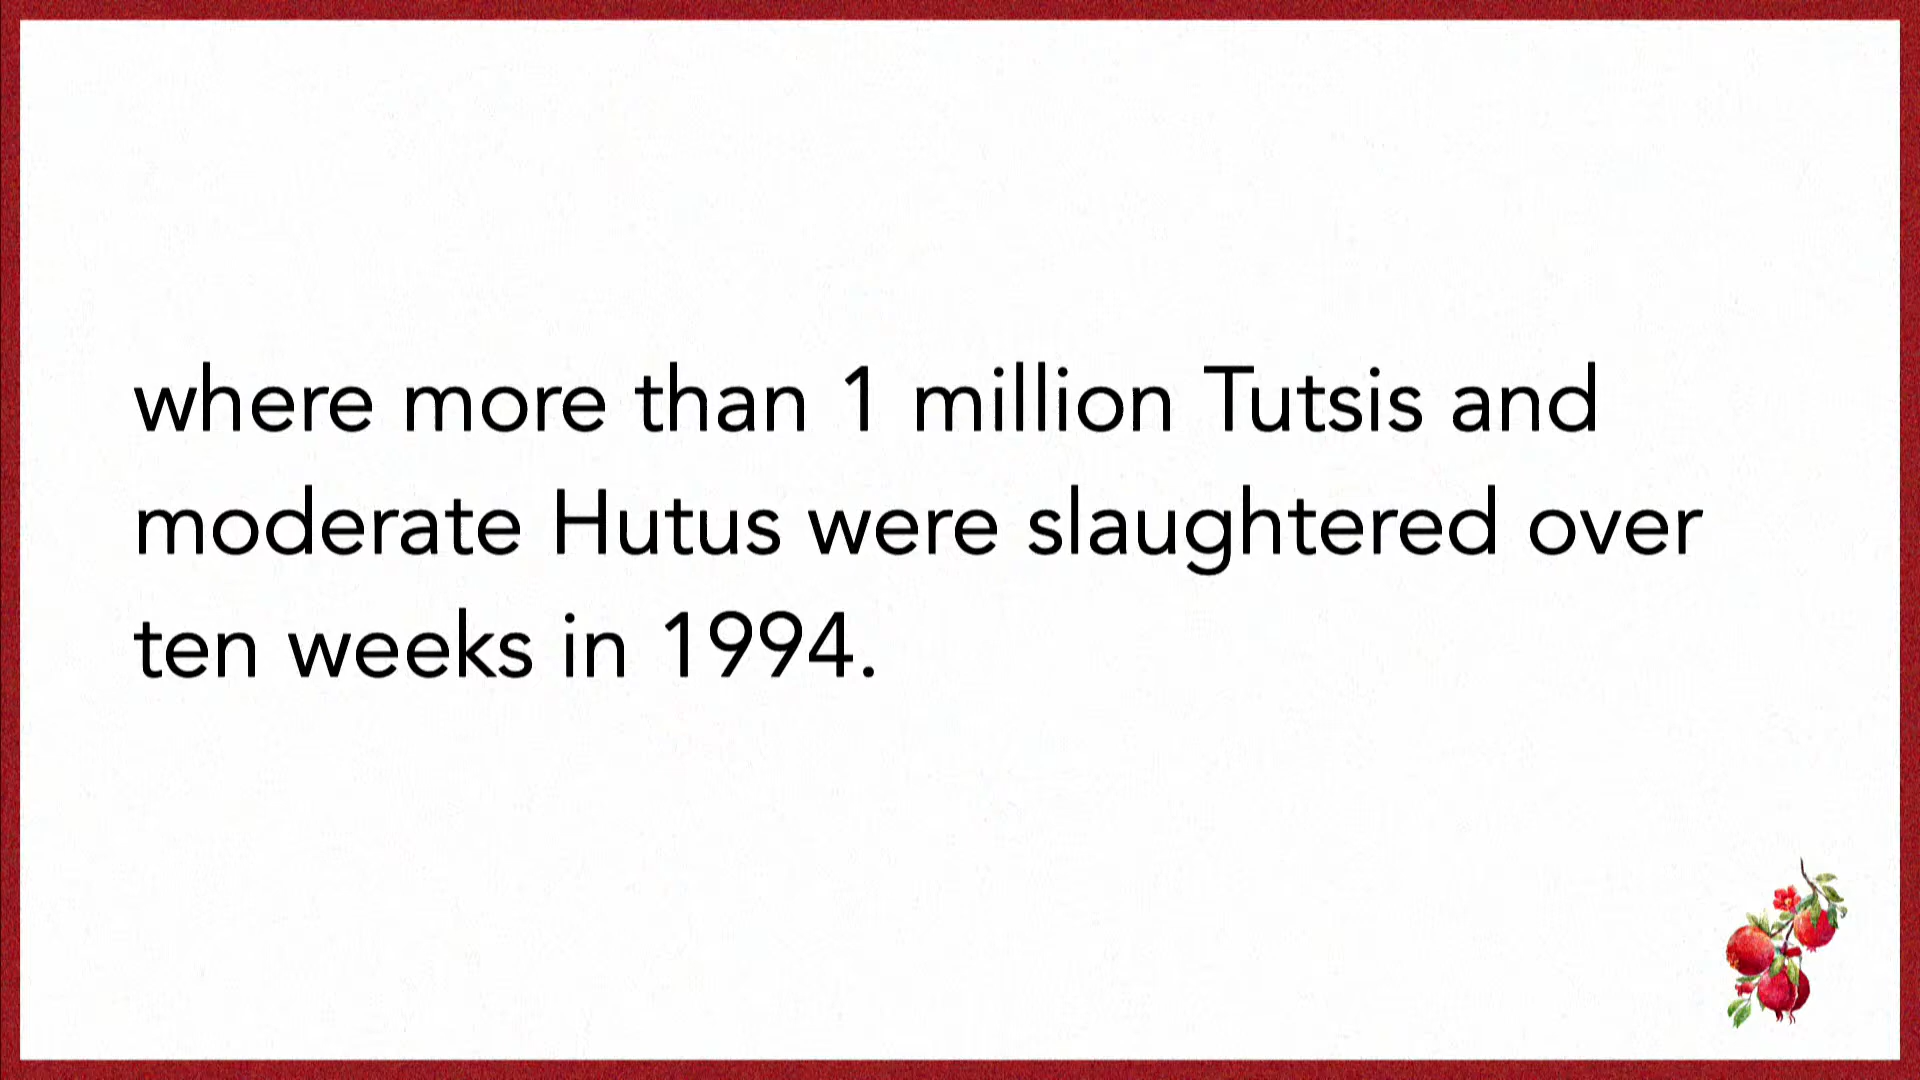 where more than 1 million Tutsis and
moderate Hutus were slaughtered over
ten weeks in 1994.